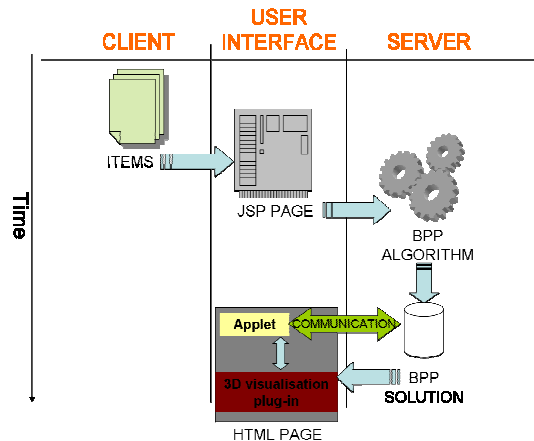 CLIENT
USER
INTERFACE
SERVER
ITEMS
JSP PAGE
BPP
ALGORITHM
Time
Applet
COMMUNICATION
3D visualisation
plug-in
BPP
SOLUTION
HTML PAGE